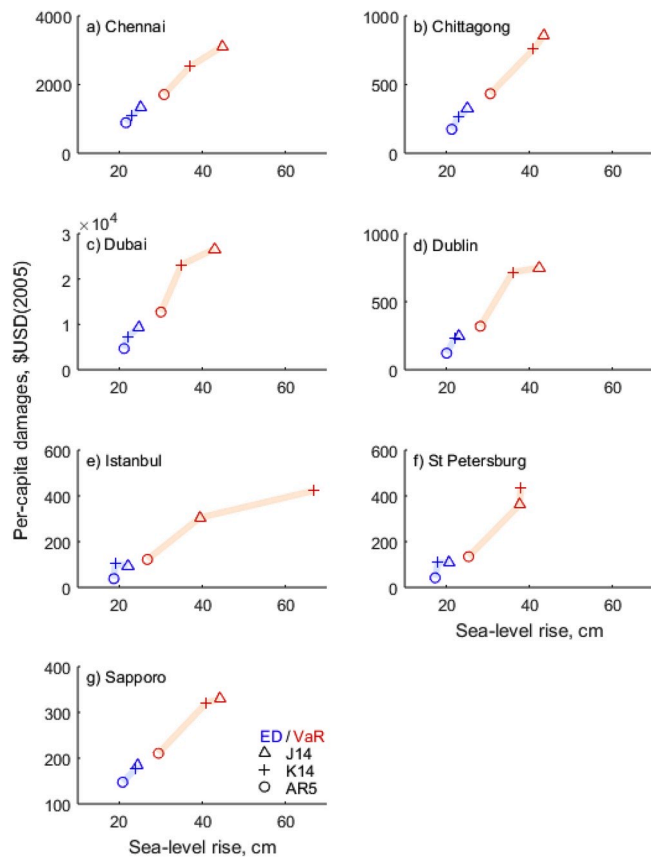 a) Chennai
4000
2000
0
20 40 60
b) Chittagong
1000
500
0
20 40 60
Per-capita damages, $USD(2005)
× 10^4
c) Dubai
3
2
1
0
20 40 60
d) Dublin
1000
500
0
20 40 60
e) Istanbul
600
400
200
0
20 40 60
f) St Petersburg
600
400
200
0
20 40 60
Sea-level rise, cm
g) Sapporo
400
300
200
100
20 40 60
Sea-level rise, cm
ED / VaR
J14
K14
AR5